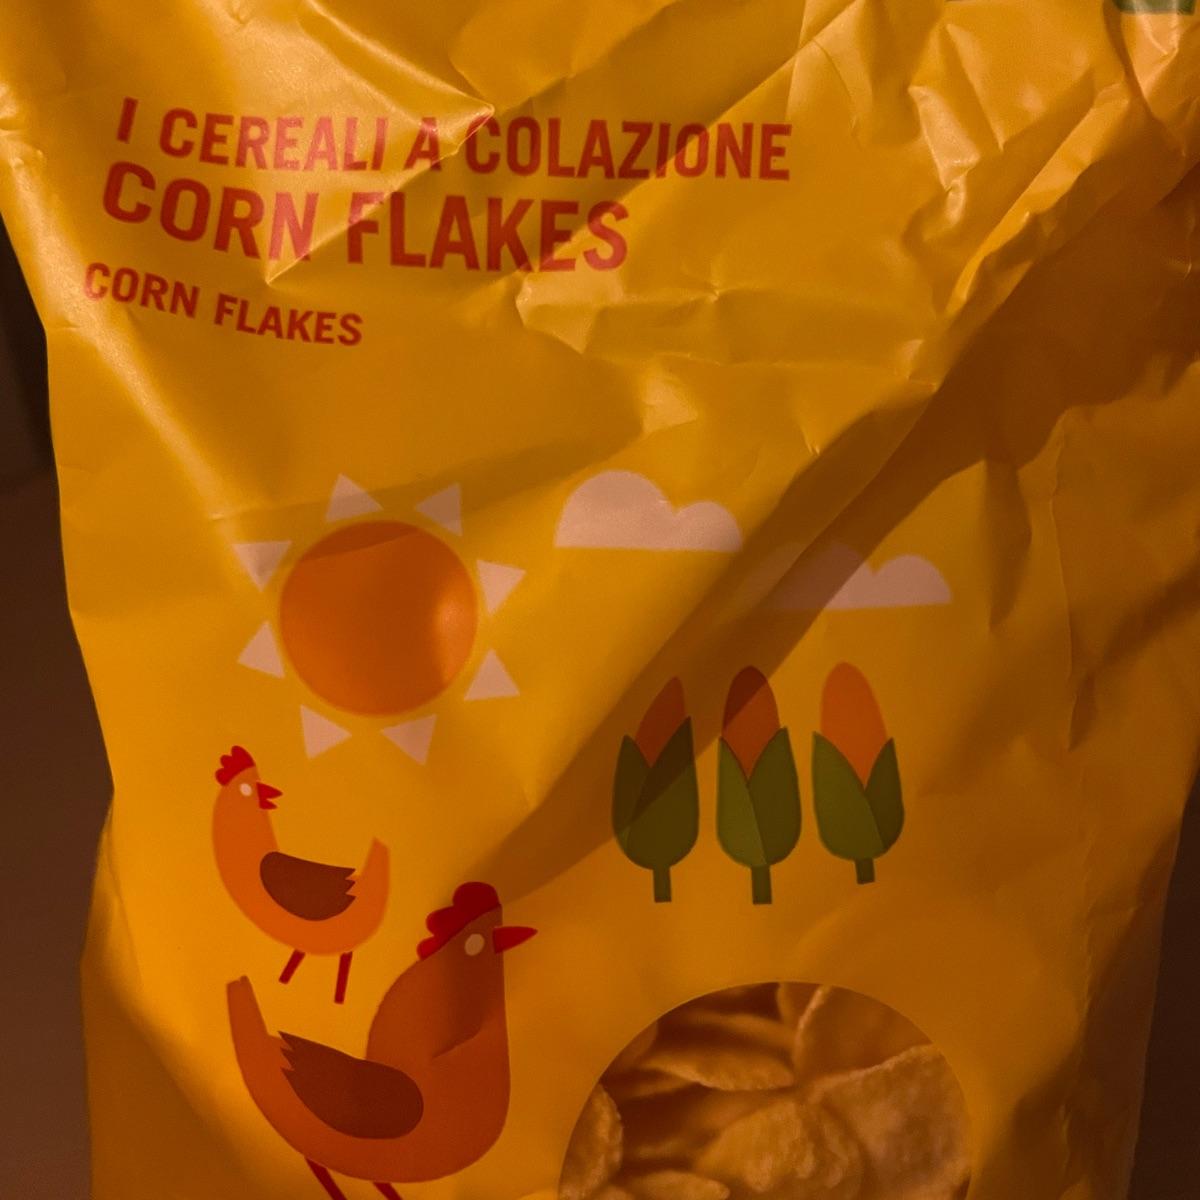 I CEREALI A COLAZIONE
CORN FLAKES
CORN FLAKES